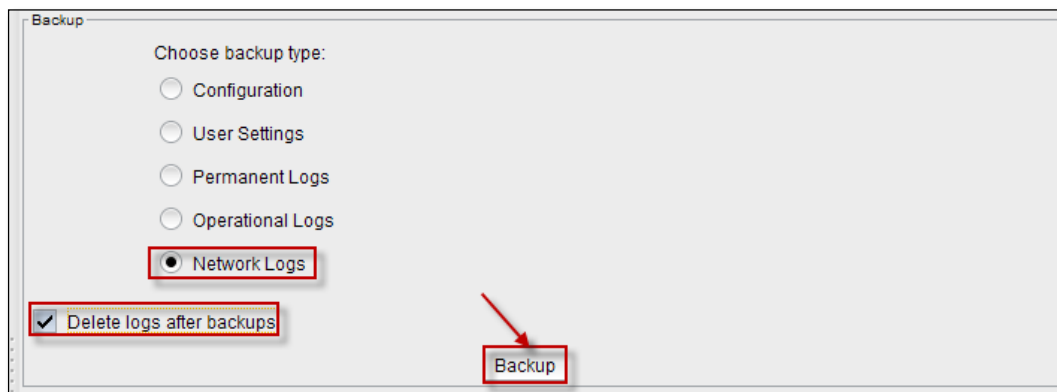 Backup
Choose backup type:
Configuration
User Settings
Permanent Logs
Operational Logs
Network Logs
Delete logs after backups
Backup